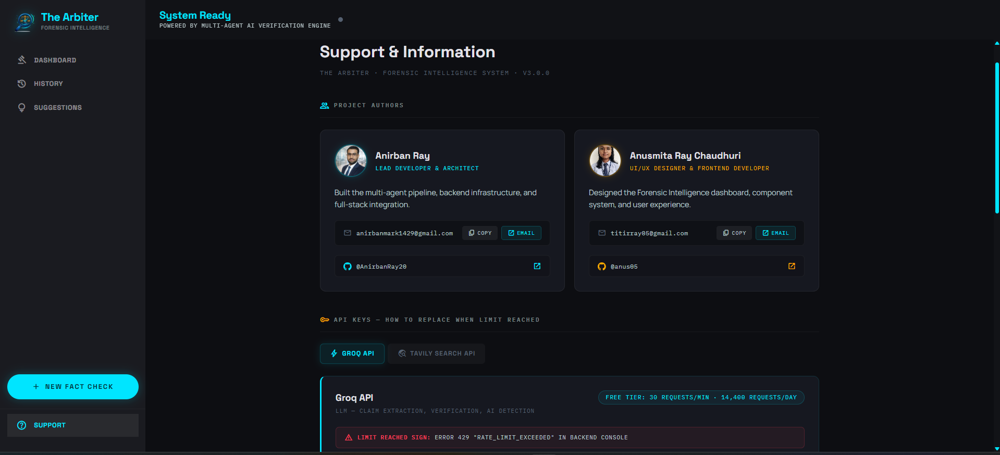 The Arbiter
FORENSIC INTELLIGENCE
DASHBOARD
HISTORY
SUGGESTIONS
+ NEW FACT CHECK
SUPPORT
System Ready
POWERED BY MULTI-AGENT AI VERIFICATION ENGINE
Support & Information
THE ARBITER · FORENSIC INTELLIGENCE SYSTEM · V3.0.0
PROJECT AUTHORS
Anirban Ray
LEAD DEVELOPER & ARCHITECT
Built the multi-agent pipeline, backend infrastructure, and
full-stack integration.
anirbanmark1429@gmail.com COPY EMAIL
@AnirbanRay20
Anusmita Ray Chaudhuri
UI/UX DESIGNER & FRONTEND DEVELOPER
Designed the Forensic Intelligence dashboard, component
system, and user experience.
titirray05@gmail.com COPY EMAIL
@anus05
API KEYS — HOW TO REPLACE WHEN LIMIT REACHED
GROQ API TAVILY SEARCH API
Groq API
FREE TIER: 30 REQUESTS/MIN · 14,400 REQUESTS/DAY
LLM — CLAIM EXTRACTION, VERIFICATION, AI DETECTION
LIMIT REACHED SIGN: ERROR 429 "RATE_LIMIT_EXCEEDED" IN BACKEND CONSOLE